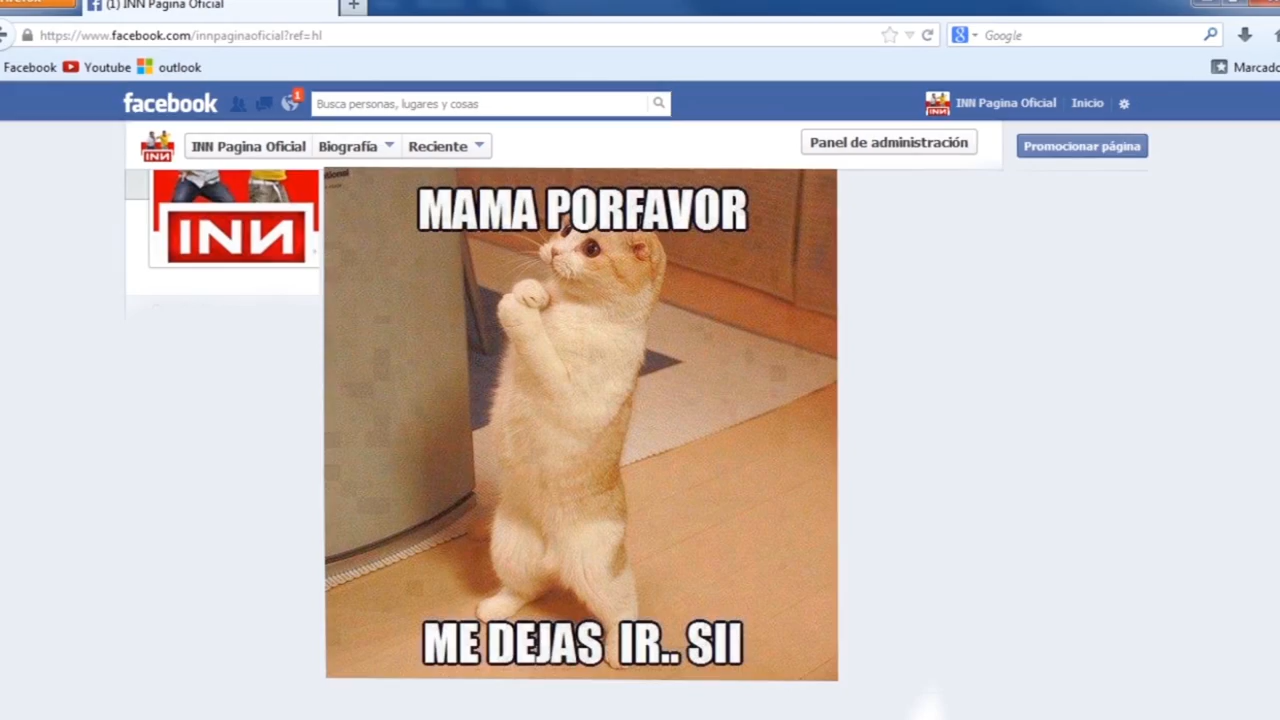 (1) INN Pagina Oficial
https://www.facebook.com/innpaginaoficial?ref=hl
Google
Facebook Youtube outlook
Marcado
facebook 1 Busca personas, lugares y cosas INN Pagina Oficial Inicio
INN Pagina Oficial Biografía Reciente Panel de administración Promocionar página
INN
MAMA PORFAVOR
ME DEJAS IR.. SII